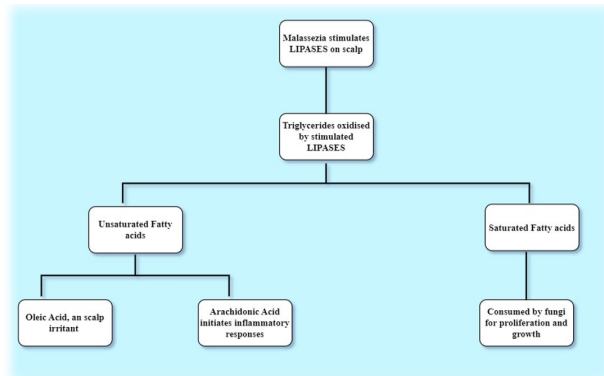 Malassezia stimulates
LIPASES on scalp
Triglycerides oxidised
by stimulated
LIPASES
Unsaturated Fatty
acids
Saturated Fatty acids
Oleic Acid, an scalp
irritant
Arachidonic Acid
initiates inflammatory
responses
Consumed by fungi
for proliferation and
growth